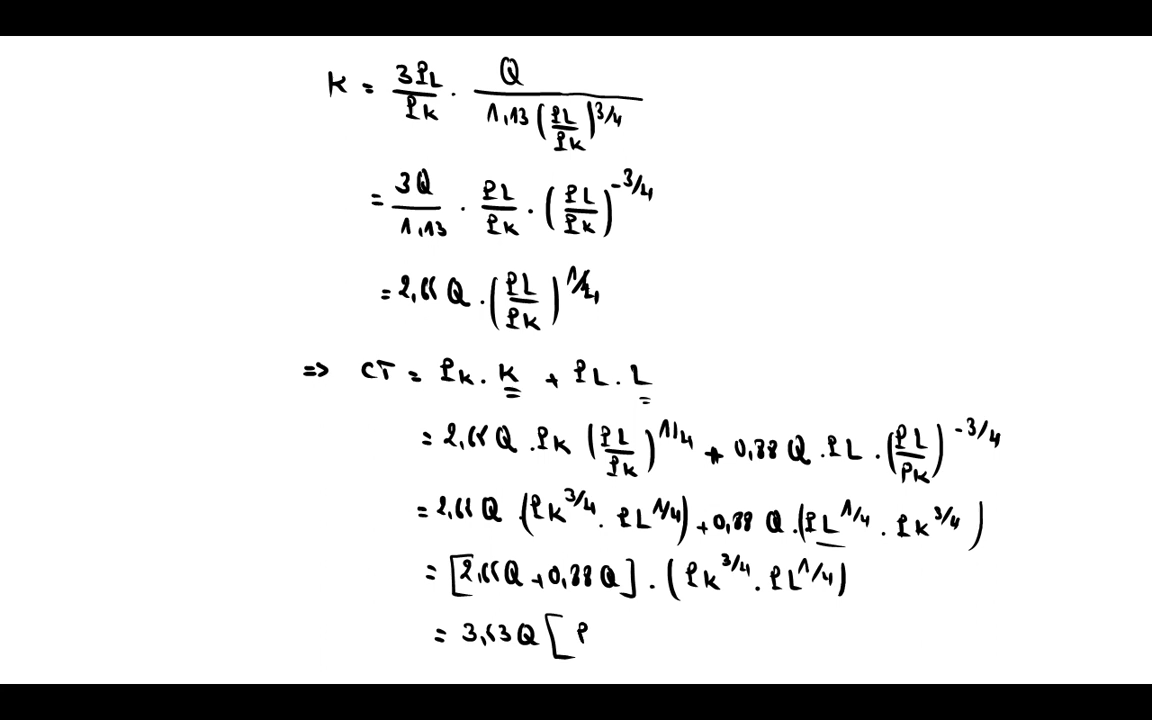 K = 3PL/PK . Q/(1,13 (PL/PK)^3/4)
= 3Q/1,13 . PL/PK . (PL/PK)^-3/4
= 2,65 Q . (PL/PK)^1/4
=> CT = PK . K + PL . L
= 2,65 Q . PK (PL/PK)^1/4 + 0,88 Q . PL . (PL/PK)^-3/4
= 2,65 Q (PK^3/4 . PL^1/4) + 0,88 Q . (PL^1/4 . PK^3/4)
= [2,65Q + 0,88 Q] . (PK^3/4 . PL^1/4)
= 3,53 Q [ P